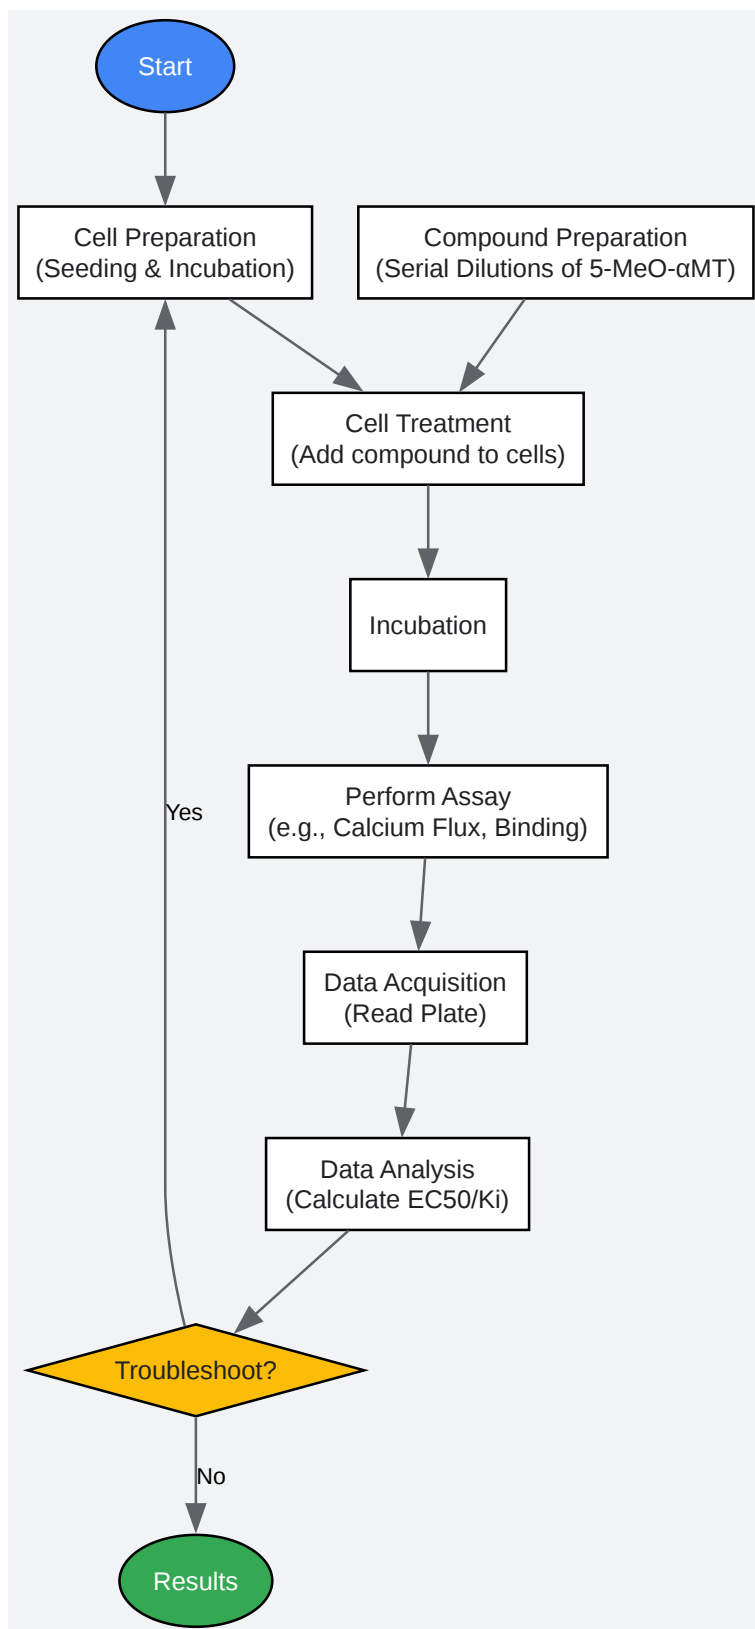 Start
Cell Preparation
(Seeding & Incubation)
Compound Preparation
(Serial Dilutions of 5-MeO-αMT)
Cell Treatment
(Add compound to cells)
Incubation
Perform Assay
(e.g., Calcium Flux, Binding)
Yes
Data Acquisition
(Read Plate)
Data Analysis
(Calculate EC50/Ki)
Troubleshoot?
No
Results